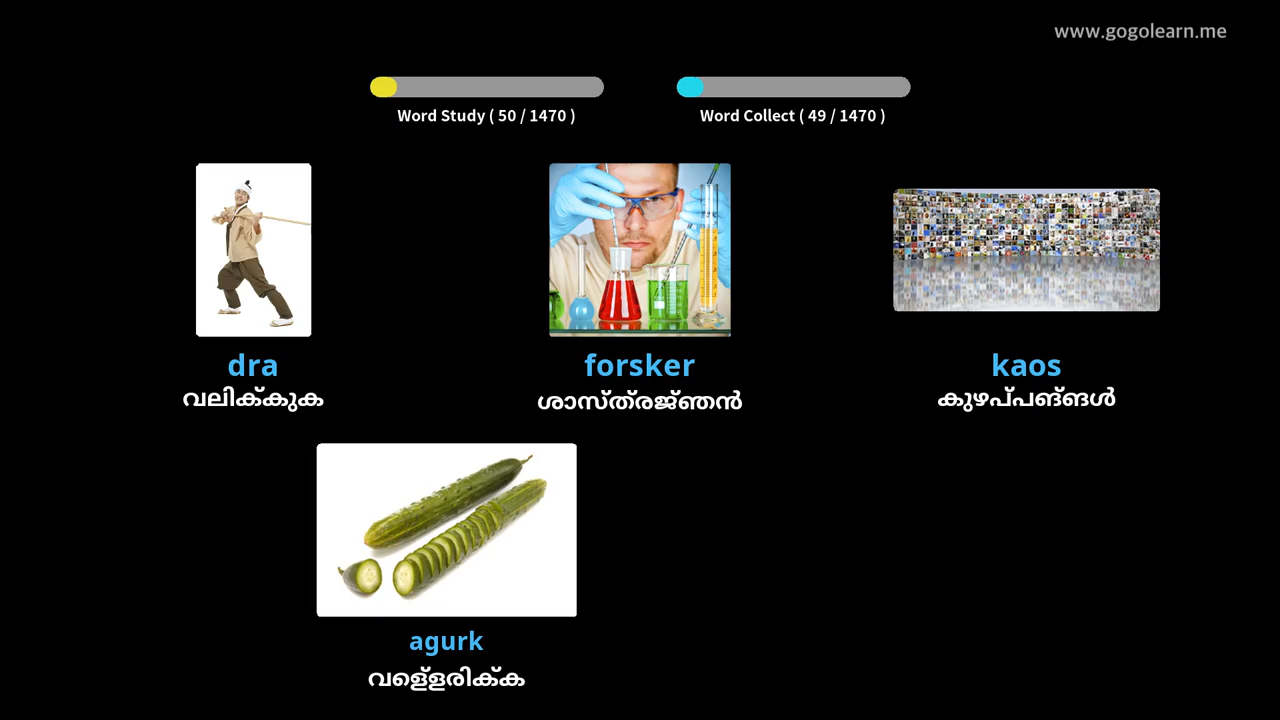 www.gogolearn.me
Word Study ( 50 / 1470 )
Word Collect ( 49 / 1470 )
dra
forsker
kaos
വലിക്കുക
ശാസ്ത്രജ്ഞൻ
കുഴപ്പങ്ങൾ
agurk
വെള്ളരിക്ക